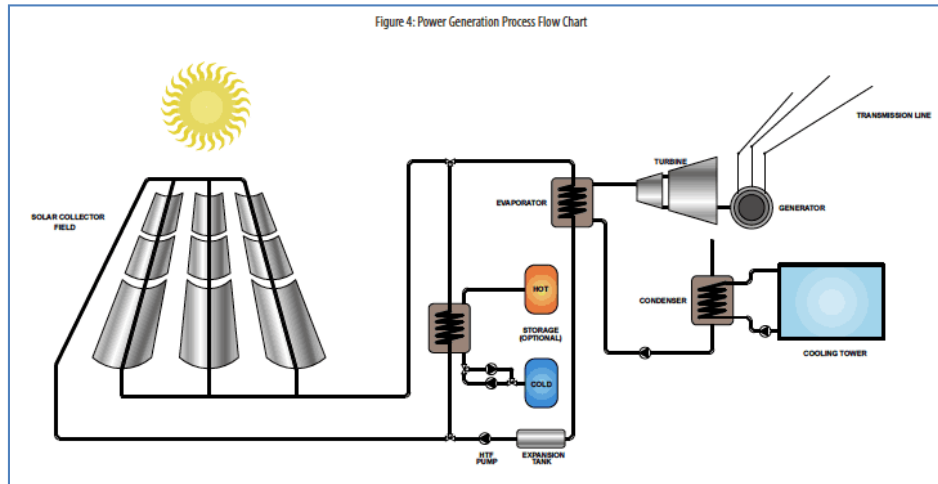 Figure 4: Power Generation Process Flow Chart
TRANSMISSION LINE
TURBINE
EVAPORATOR
GENERATOR
SOLAR COLLECTOR
FIELD
HOT
CONDENSER
STORAGE
(OPTIONAL)
COOLING TOWER
COLD
HTF
PUMP
EXPANSION
TANK